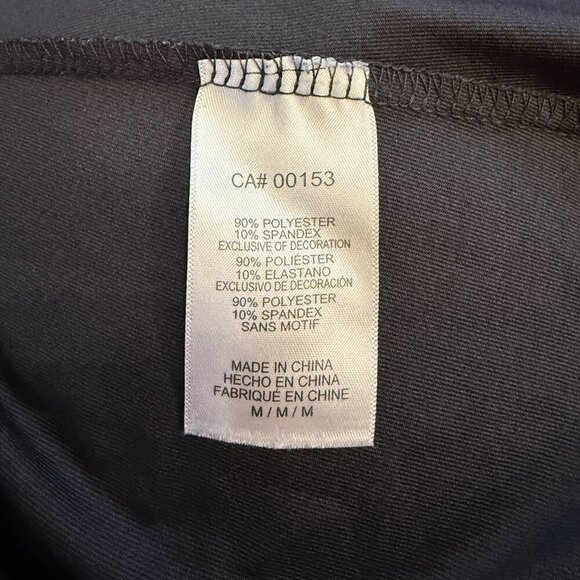 CA# 00153
90% POLYESTER
10% SPANDEX
EXCLUSIVE OF DECORATION
90% POLIÉSTER
10% ELASTANO
EXCLUSIVO DE DECORACIÓN
90% POLYESTER
10% SPANDEX
SANS MOTIF
MADE IN CHINA
HECHO EN CHINA
FABRIQUÉ EN CHINE
M / M / M